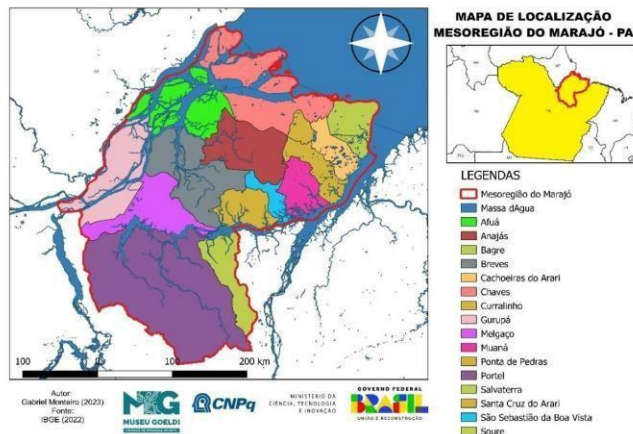 MAPA DE LOCALIZAÇÃO
MESOREGIÃO DO MARAJÓ - PA
LEGENDAS
Mesoregião do Marajó
Massa dAgua
Afuá
Anajás
Bagre
Breves
Cachoeiras do Arari
Chaves
Curralinho
Gurupá
Melgaço
Muaná
Ponta de Pedras
Portel
Salvaterra
Santa Cruz do Arari
São Sebastião da Boa Vista
Soure
100
200 km
Autor:
Gabriel Monteiro (2023)
Fonte:
IBGE (2022)
MUSEU GOELDI
CNPq
MINISTÉRIO DA
CIÊNCIA, TECNOLOGIA
E INOVAÇÃO
GOVERNO FEDERAL
BRASIL
UNIÃO E RECONSTRUÇÃO